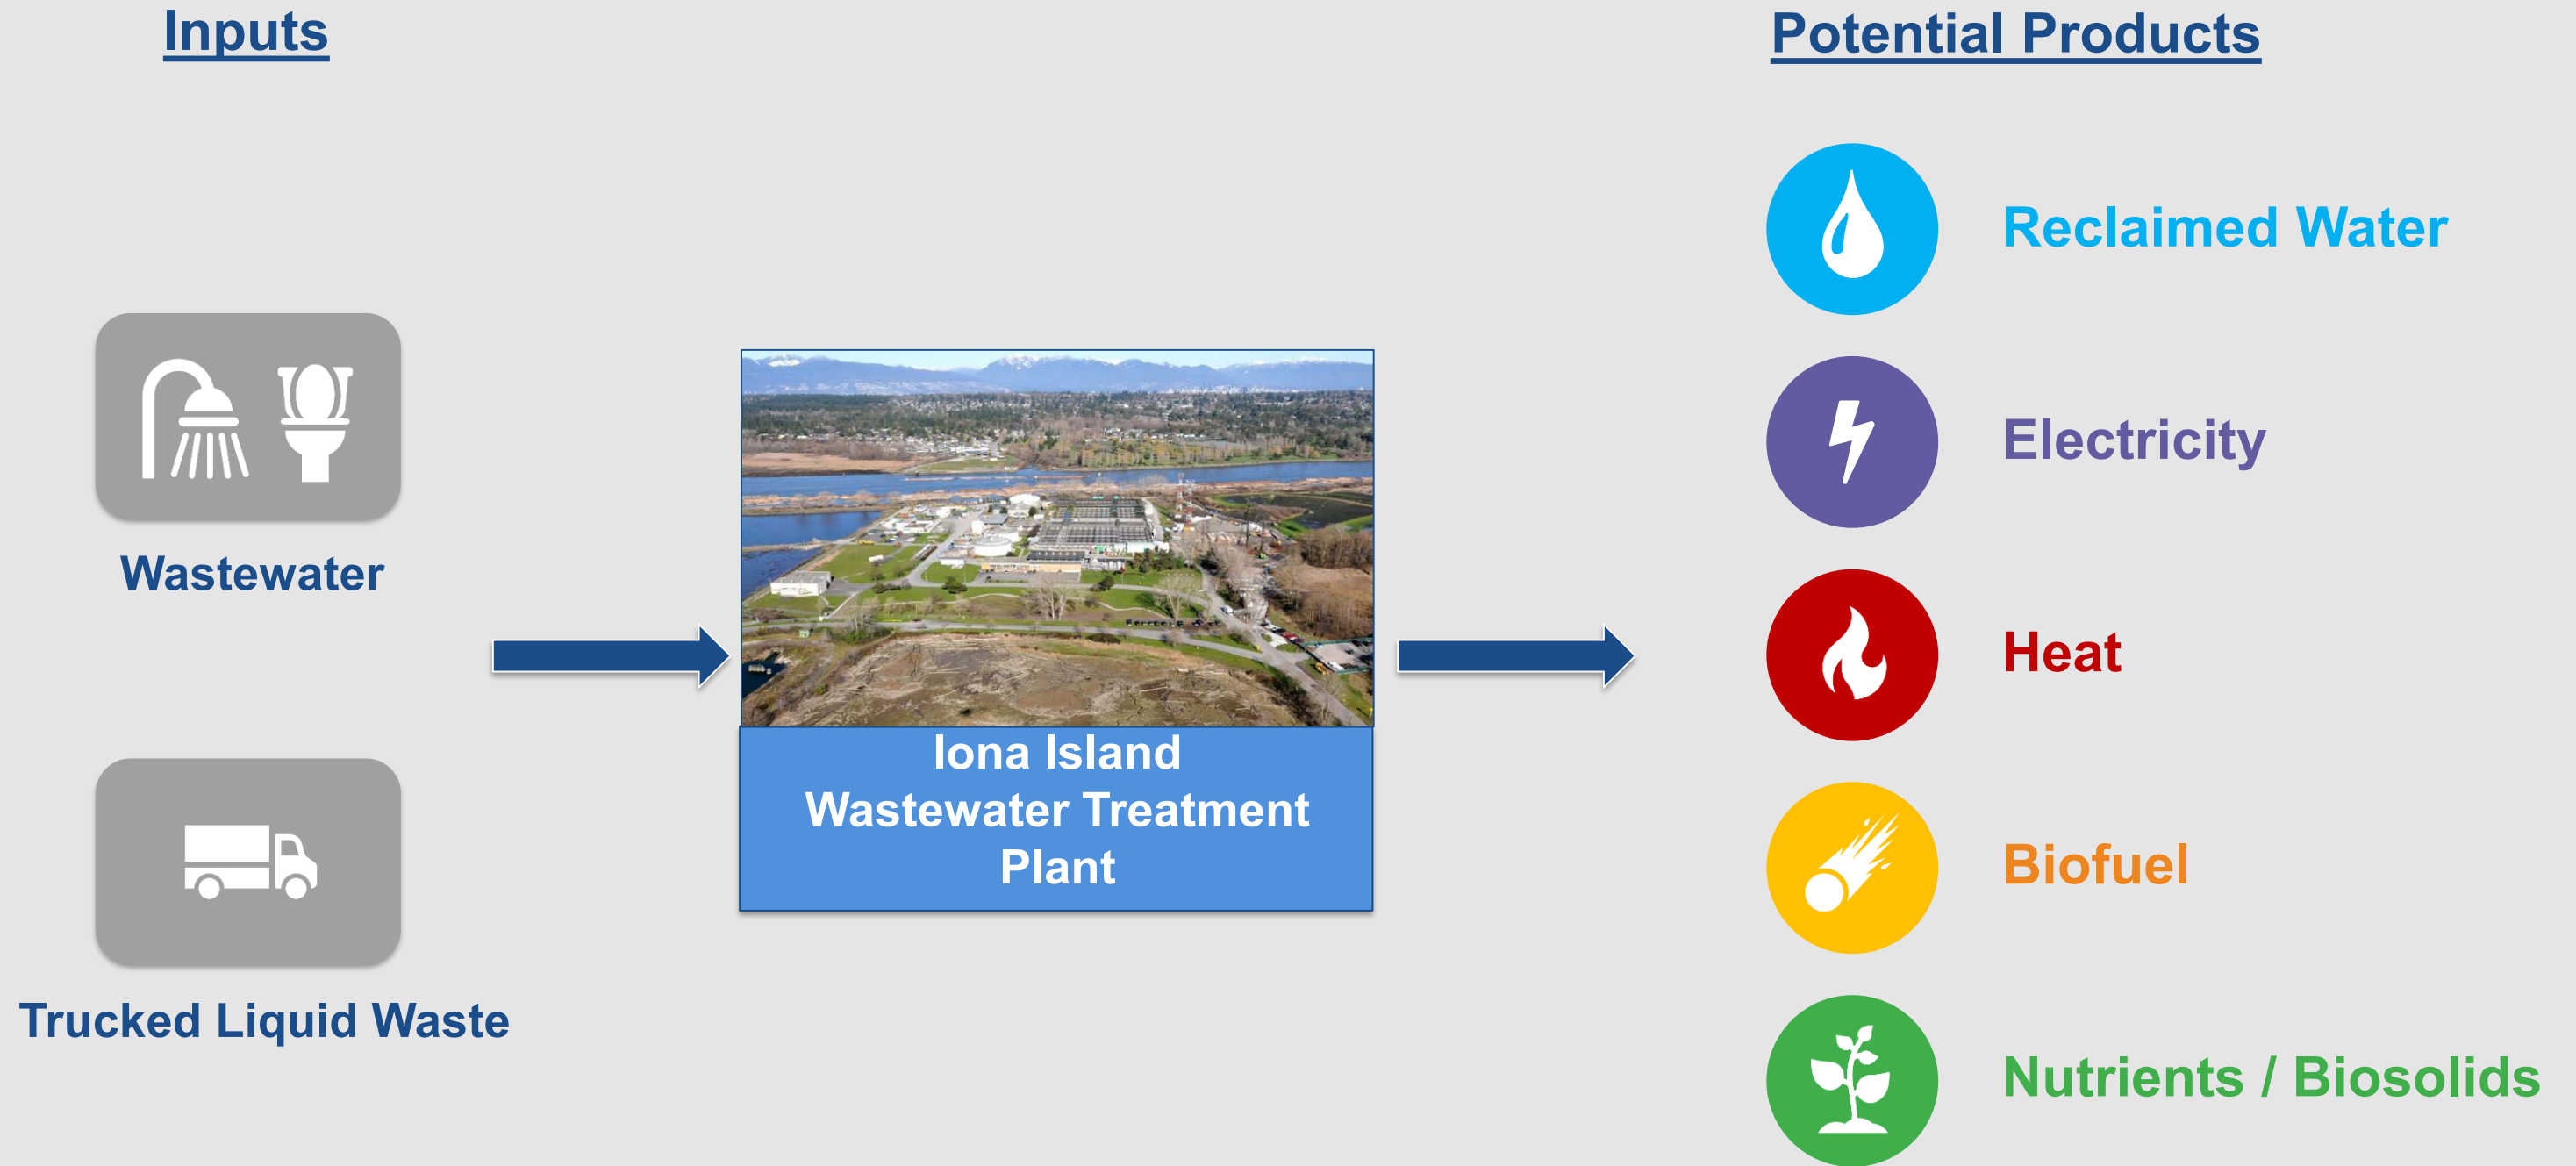 Inputs
Potential Products
Wastewater
Trucked Liquid Waste
Iona Island
Wastewater Treatment
Plant
Reclaimed Water
Electricity
Heat
Biofuel
Nutrients / Biosolids